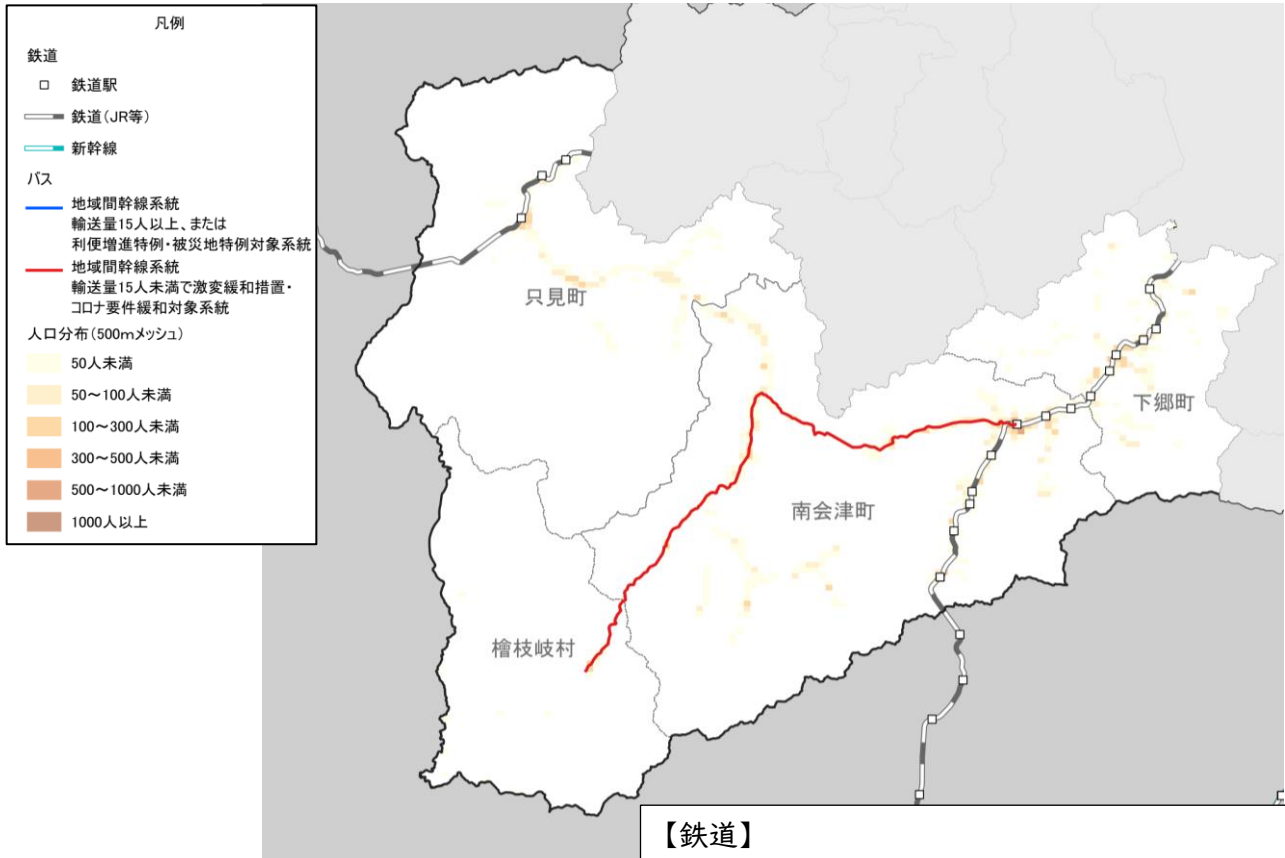 凡例
鉄道
鉄道駅
鉄道(JR等)
新幹線
バス
地域間幹線系統
輸送量15人以上、または
利便増進特例・被災地特例対象系統
地域間幹線系統
輸送量15人未満で激変緩和措置・
コロナ要件緩和対象系統
人口分布(500mメッシュ)
50人未満
50~100人未満
100~300人未満
300~500人未満
500~1000人未満
1000人以上
只見町
下郷町
南会津町
檜枝岐村
【鉄道】